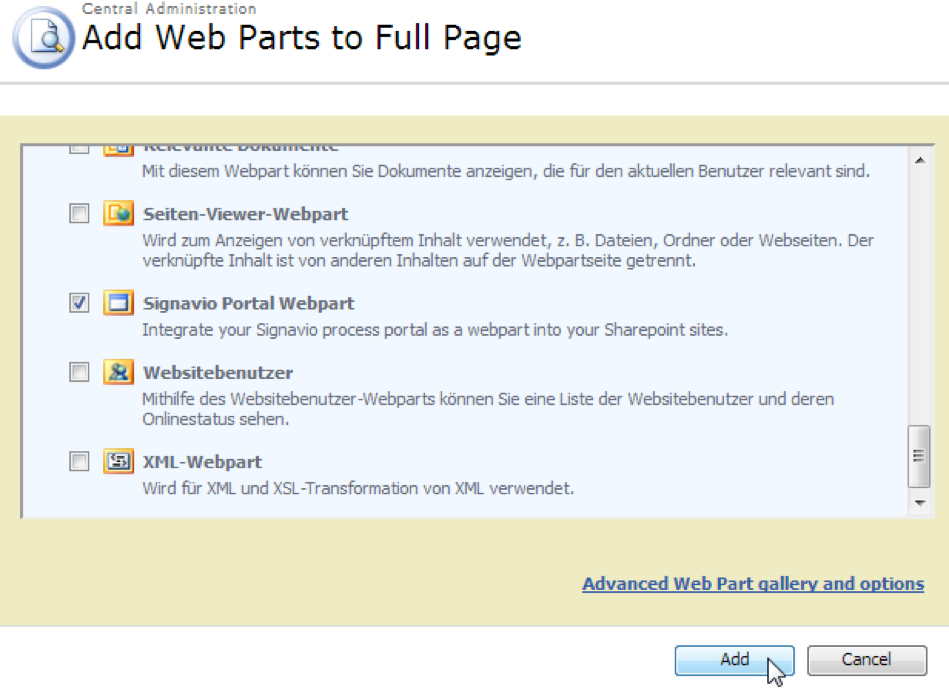 Central Administration
Add Web Parts to Full Page
Relevante Dokumente
Mit diesem Webpart können Sie Dokumente anzeigen, die für den aktuellen Benutzer relevant sind.
Seiten-Viewer-Webpart
Wird zum Anzeigen von verknüpftem Inhalt verwendet, z. B. Dateien, Ordner oder Webseiten. Der
verknüpfte Inhalt ist von anderen Inhalten auf der Webpartseite getrennt.
Signavio Portal Webpart
Integrate your Signavio process portal as a webpart into your Sharepoint sites.
Websitebenutzer
Mithilfe des Websitebenutzer-Webparts können Sie eine Liste der Websitebenutzer und deren
Onlinestatus sehen.
XML-Webpart
Wird für XML und XSL-Transformation von XML verwendet.
Advanced Web Part gallery and options
Add
Cancel